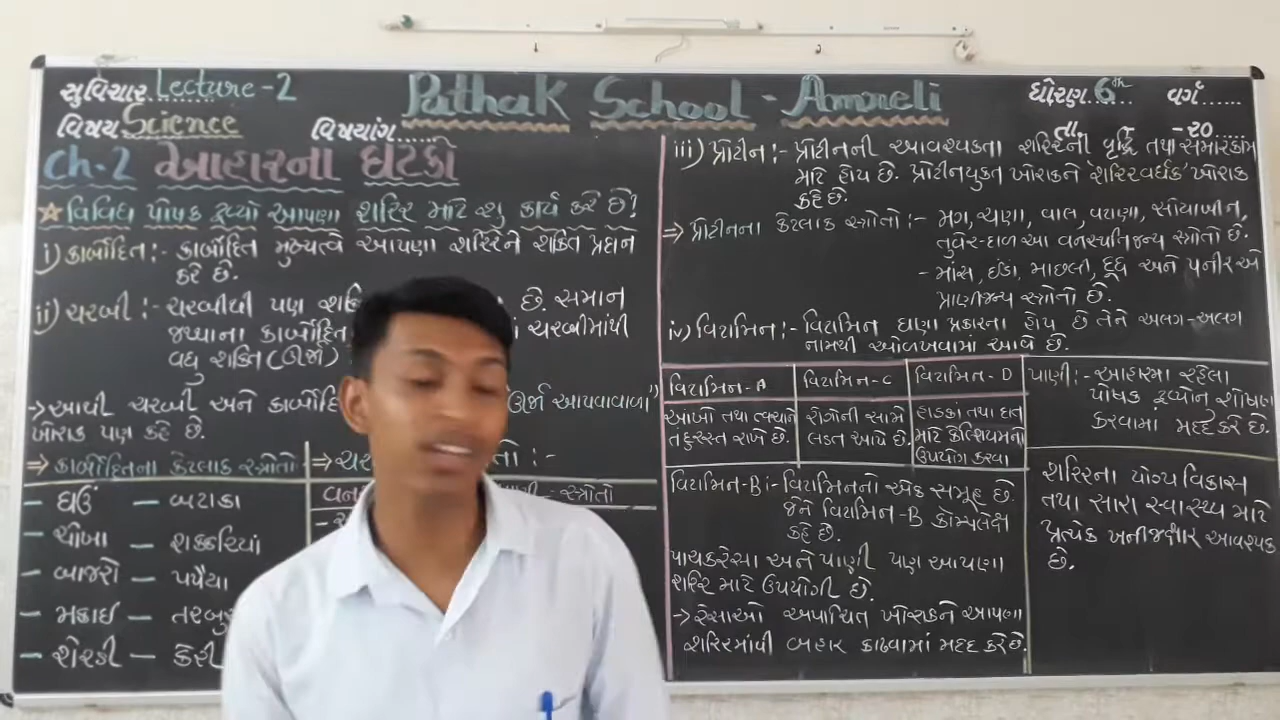 સુવિચાર Lecture - 2
Pathak School - Amreli
ધોરણ 6th વર્ગ......
વિષય Science વિષયાંગ.......
તા. - -૨૦.....
Ch-2 આહારના ઘટકો
☆ વિવિધ પોષક દ્રવ્યો આપણા શરિર માટે શુ કાર્ય કરે છે?
i) કાર્બોદિત :- કાર્બોદિત મુખ્યત્વે આપણા શરિરને શક્તિ પ્રદાન
કરે છે.
ii) ચરબી :- ચરબીથી પણ છે. સમાન
જથ્થાના ચરબીમાંથી
વધુ શક્તિ (ઊર્જા)
→ આથી ચરબી અને ઊર્જા આપવાવાળા"
ખોરાક પણ કહે છે.
⇒ કાર્બોદિતના કેટલાક સ્ત્રોતો
- ઘઉં - બટાકા
- ચોખા - શક્કરિયાં
- બાજરો - પપૈયા
- મકાઈ
- શેરડી - કેરી
સ્ત્રોતો
iii) પ્રોટીન :- પ્રોટીનની આવશ્યકતા શરિરની વૃદ્ધિ તથા સમારકામ
માટે હોય છે. પ્રોટીનયુક્ત ખોરાકને 'શરિરવર્ધક' ખોરાક
કહે છે.
⇒ પ્રોટીનના કેટલાક સ્ત્રોતો :- મગ, ચણા, વાલ, વટાણા, સોયાબીન,
તુવેર-દાળ આ વનસ્પતિજન્ય સ્ત્રોતો છે.
- માંસ, ઈંડા, માછલી, દૂધ અને પનીર એ
પ્રાણીજન્ય સ્ત્રોતો છે.
iv) વિટામિન :- વિટામિન ઘાણા પ્રકારના હોય છે તેને અલગ-અલગ
નામથી ઓળખવામાં આવે છે.
વિટામિન - A
આંખો તથા ત્વચાને
તંદુરસ્ત રાખે છે.
વિટામિન - C
રોગોની સામે
લડત આપે છે.
વિટામિન - D
હાડકાં તથા દાંત
માટે કેલ્શિયમનો
ઉપયોગ કરવા
પાણી :- આહારમા રહેલા
પોષક દ્રવ્યોને શોષણ
કરવામાં મદદ કરે છે.
વિટામિન-B :- વિટામિનનો એક સમૂહ છે.
જેને વિટામિન-B કોમ્પલેક્ષ
કહે છે.
પાચકરેસા અને પાણી પણ આપણા
શરિર માટે ઉપયોગી છે.
→ રેસાઓ અપાચિત ખોરાકને આપણા
શરિરમાંથી બહાર કાઢવામાં મદદ કરે છે.
શરિરના યોગ્ય વિકાસ
તથા સારા સ્વાસ્થ્ય માટે
પ્રત્યેક ખનીજક્ષાર આવશ્યક
છે.